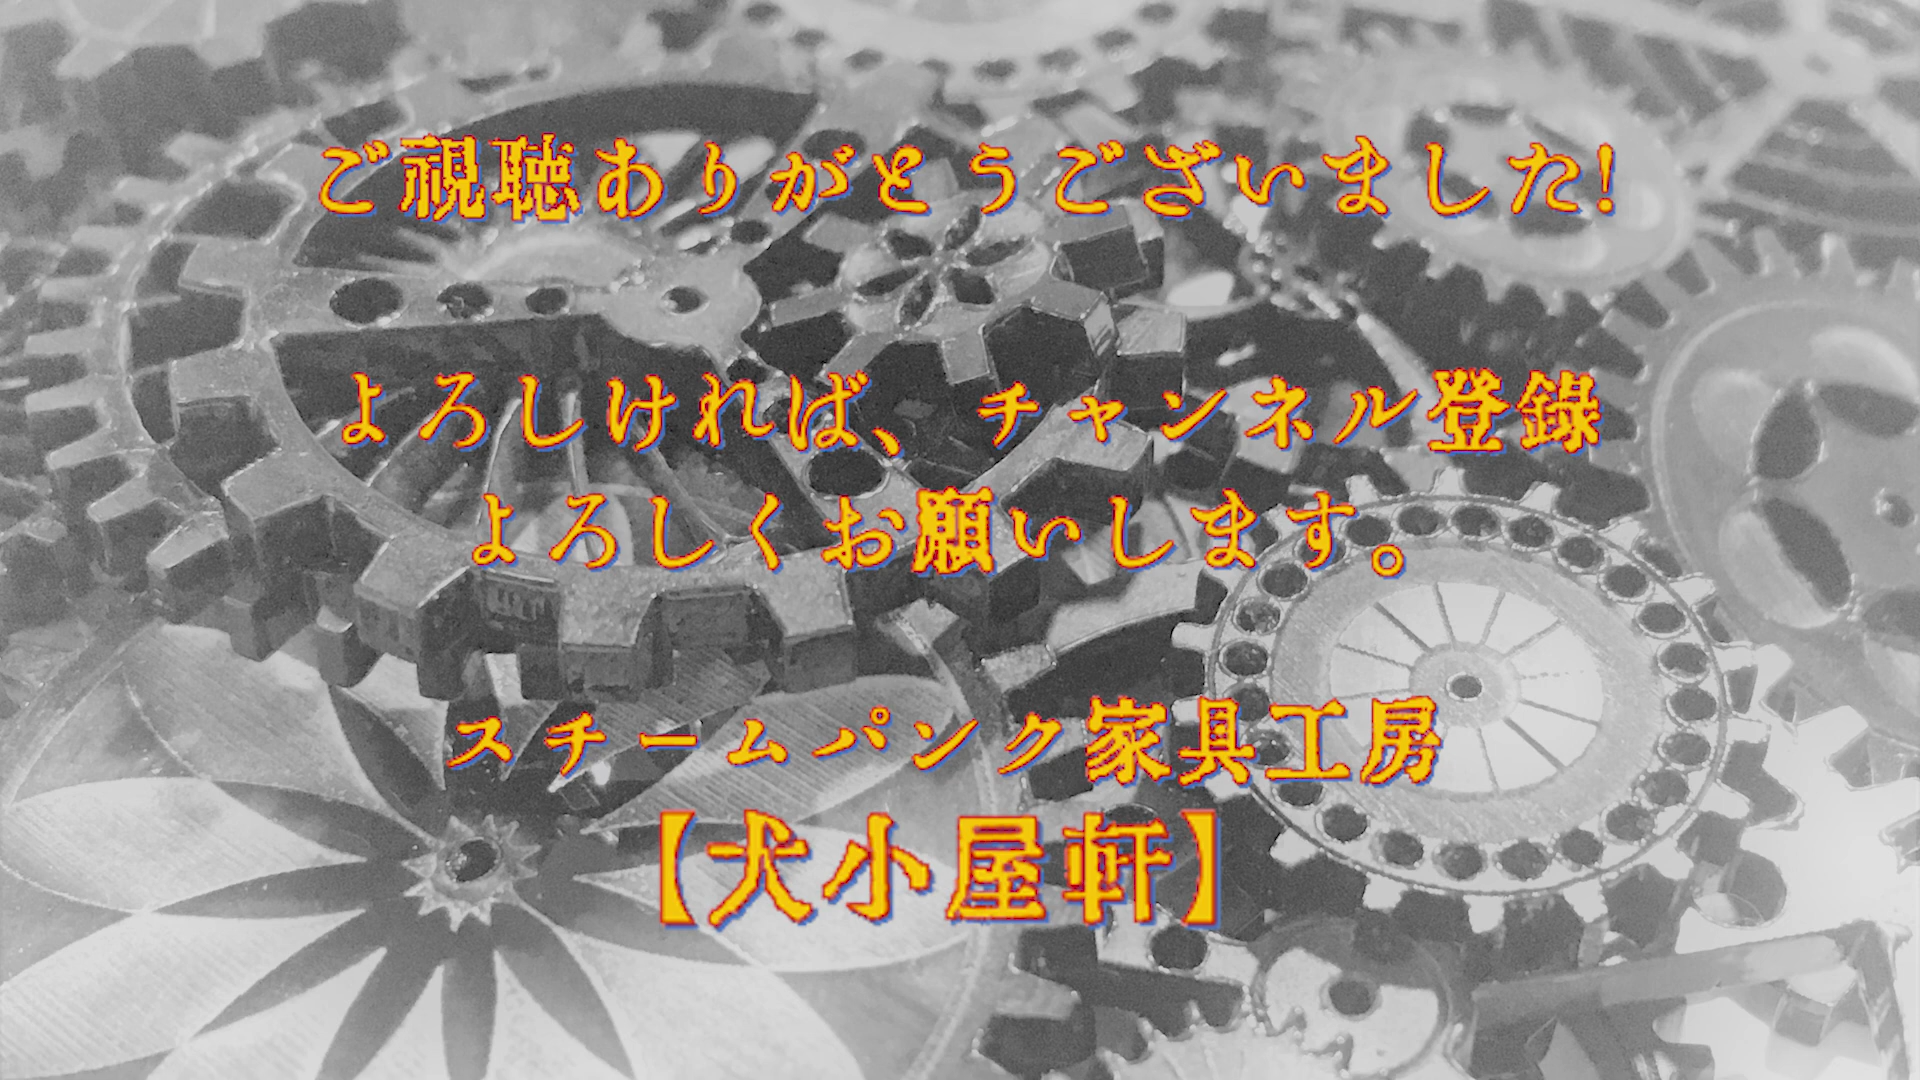 ご視聴ありがとうございました!
よろしければ、チャンネル登録
よろしくお願いします。
スチームパンク家具工房
【犬小屋軒】